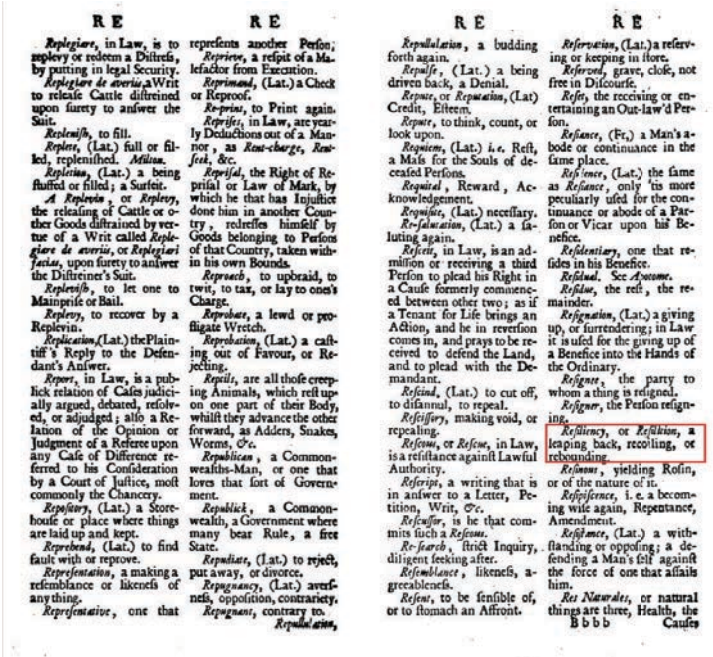 R E
Replegiare, in Law, is to
replevy or redeem a Distress,
by putting in legal Security.
Replegiare de averiis, a Writ
to release Cattle distreined
upon surety to answer the
Suit.
Replenish, to fill.
Replete, (Lat.) full or fil-
led, replenished. Milton.
Repletion, (Lat.) a being
stuffed or filled; a Surfeit.
A Replevin, or Replevy,
the releasing of Cattle or o-
ther Goods distrained by ver-
tue of a Writ called Reple-
giare de averiis, or Replegiari
facias, upon surety to answer
the Distreiner's Suit.
Replevish, to let one to
Mainprise or Bail.
Replevy, to recover by a
Replevin.
Replication, (Lat.) the Plain-
tiff's Reply to the Defen-
dant's Answer.
Report, in Law, is a pub-
lick relation of Cases judici-
ally argued, debated, resolv-
ed, or adjudged; also a Re-
lation of the Opinion or
Judgment of a Referee upon
any Case of Difference re-
ferred to his Consideration
by a Court of Justice, most
commonly the Chancery.
Repository, (Lat.) a Store-
house or place where things
are laid up and kept.
Reprehend, (Lat.) to find
fault with or reprove.
Representation, a making a
resemblance or likeness of
any thing.
Representative, one that
R E
represents another Person;
Reprieve, a respit of a Ma-
lefactor from Execution.
Reprimand, (Lat.) a Check
or Reproof.
Re-print, to Print again.
Reprises, in Law, are year-
ly Deductions out of a Man-
nor, as Rent-charge, Rent-
seek, &c.
Reprisal, the Right of Re-
prisal or Law of Mark, by
which he that has Injustice
done him in another Coun-
try, redresses himself by
Goods belonging to Persons
of that Country, taken with-
in his own Bounds.
Reproach, to upbraid, to
twit, to tax, or lay to ones's
Charge.
Reprobate, a lewd or pro-
fligate Wretch.
Reprobation, (Lat.) a cast-
ing out of Favour, or Re-
jecting.
Reptils, are all those creep-
ing Animals, which rest up-
on one part of their Body,
whilst they advance the other
forward, as Adders, Snakes,
Worms, &c.
Republican, a Common-
wealths-Man, or one that
loves that sort of Govern-
ment.
Republick, a Common-
wealth, a Government where
many bear Rule, a free
State.
Repudiate, (Lat.) to reject,
put away, or divorce.
Repugnancy, (Lat.) avers-
ness, opposition, contrariety.
Repugnant, contrary to.
Repullulation,
R E
Repullulation, a budding
forth again.
Repulse, (Lat.) a being
driven back, a Denial.
Repute, or Reputation, (Lat)
Credit, Esteem.
Repute, to think, count, or
look upon.
Requiem, (Lat.) i.e. Rest,
a Mass for the Souls of de-
ceased Persons.
Requital, Reward, Ac-
knowledgement.
Requisite, (Lat.) necessary.
Re-salutation, (Lat.) a sa-
luting again.
Resceit, in Law, is an ad-
mission or receiving a third
Person to plead his Right in
a Cause formerly commenc-
ed between other two; as if
a Tenant for Life brings an
Action, and he in reversion
comes in, and prays to be re-
ceived to defend the Land,
and to plead with the De-
mandant.
Rescind, (Lat.) to cut off,
to disannul, to repeal.
Rescissory, making void, or
repealing.
Rescous, or Rescue, in Law,
is a resistance against Lawful
Authority.
Rescript, a writing that is
in answer to a Letter, Pe-
tition, Writ, &c.
Rescussor, is he that com-
mits such a Rescous.
Re-search, strict Inquiry,
diligent seeking after.
Resemblance, likeness, a-
greableness.
Resent, to be sensible of,
or to stomach an Affront.
R E
Reservation, (Lat.) a reserv-
ing or keeping in store.
Reserved, grave, close, not
free in Discourse.
Reset, the receiving or en-
tertaining an Out-law'd Per-
son.
Resiance, (Fr.) a Man's a-
bode or continuance in the
same place.
Residence, (Lat.) the same
as Resiance, only 'tis more
peculiarly used for the con-
tinuance or abode of a Par-
son or Vicar upon his Be-
nefice.
Residentiary, one that re-
sides in his Benefice.
Residual. See Apotome.
Residue, the rest, the re-
mainder.
Resignation, (Lat.) a giving
up, or surrendering; in Law
it is used for the giving up of
a Benefice into the Hands of
the Ordinary.
Resignee, the party to
whom a thing is resigned.
Resigner, the Person resign-
ing.
Resiliency, or Resilition, a
leaping back, recoiling, or
rebounding.
Resinous, yielding Rosin,
or of the nature of it.
Resipiscence, i.e. a becom-
ing wise again, Repentance,
Amendment.
Resistance, (Lat.) a with-
standing or opposing; a de-
fending a Man's self against
the force of one that assails
him.
Res Naturales, or natural
things are three, Health, the
B b b b Causes